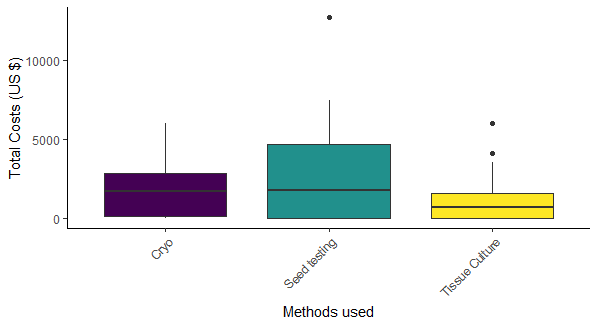 Total Costs (US $)
10000
5000
0
Cryo
Seed testing
Tissue Culture
Methods used